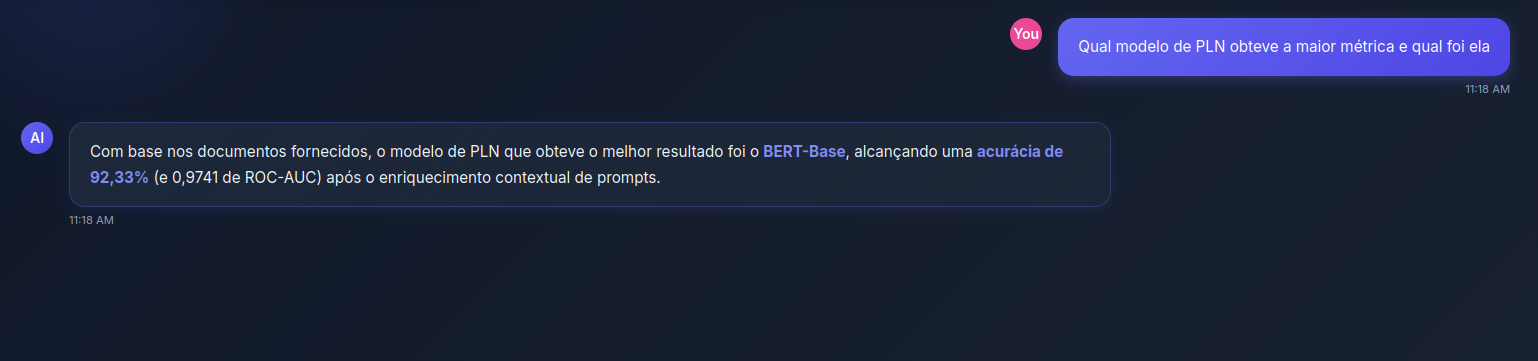 You
Qual modelo de PLN obteve a maior métrica e qual foi ela
11:18 AM
AI
Com base nos documentos fornecidos, o modelo de PLN que obteve o melhor resultado foi o BERT-Base, alcançando uma acurácia de
92,33% (e 0,9741 de ROC-AUC) após o enriquecimento contextual de prompts.
11:18 AM